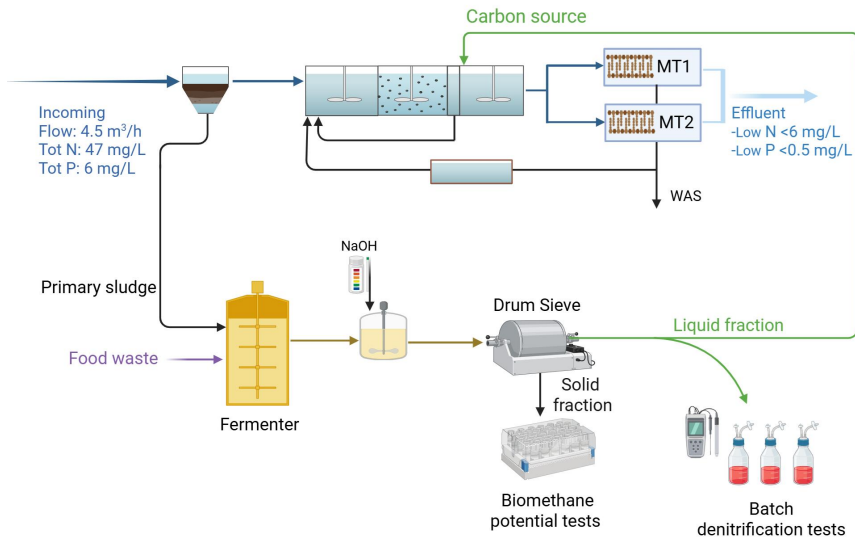 Carbon source
MT1
MT2
Incoming
Flow: 4.5 m³/h
Tot N: 47 mg/L
Tot P: 6 mg/L
Effluent
-Low N <6 mg/L
-Low P <0.5 mg/L
WAS
NaOH
Primary sludge
Drum Sieve
Liquid fraction
Food waste
Solid
fraction
Fermenter
Biomethane
potential tests
Batch
denitrification tests